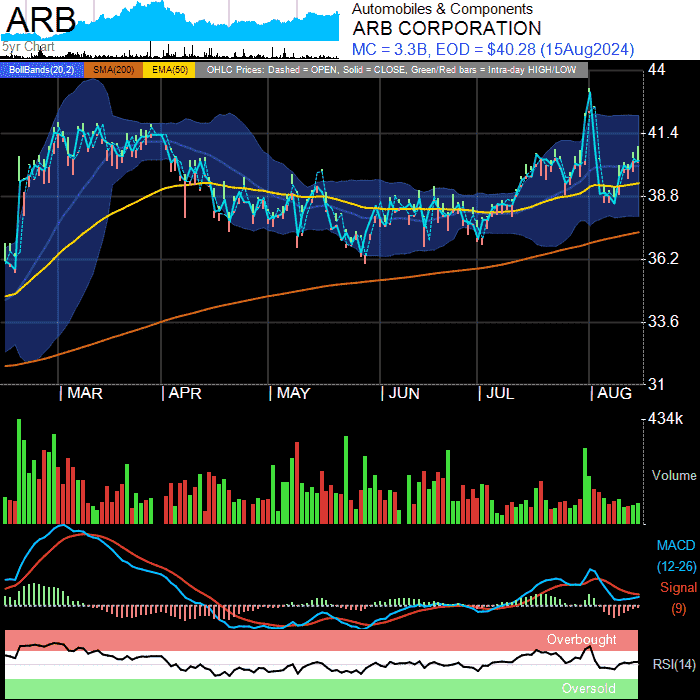 ARB
5yr Chart
Automobiles & Components
ARB CORPORATION
MC = 3.3B, EOD = $40.28 (15Aug2024)
BollBands(20,2) SMA(200) EMA(50) OHLC Prices: Dashed = OPEN, Solid = CLOSE, Green/Red bars = Intra-day HIGH/LOW
44
41.4
38.8
36.2
33.6
31
MAR APR MAY JUN JUL AUG
434k
Volume
MACD
(12-26)
Signal
(9)
Overbought
RSI(14)
Oversold